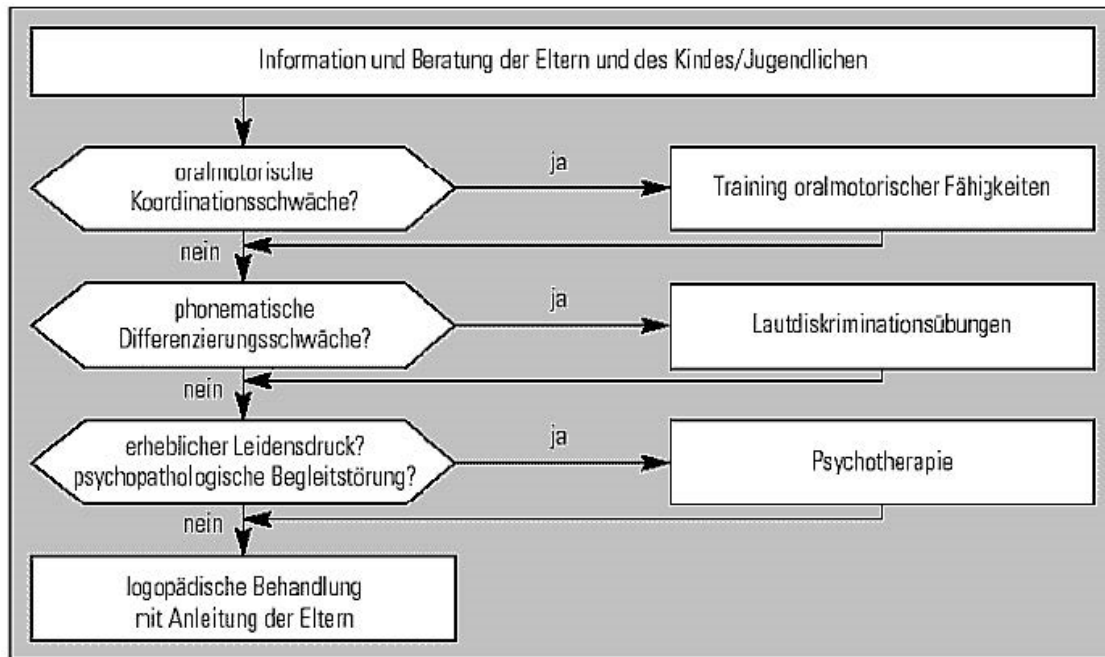 Information und Beratung der Eltern und des Kindes/Jugendlichen
oralmotorische
Koordinationsschwäche?
ja
Training oralmotorischer Fähigkeiten
nein
phonematische
Differenzierungsschwäche?
ja
Lautdiskriminationsübungen
nein
erheblicher Leidensdruck?
psychopathologische Begleitstörung?
ja
Psychotherapie
nein
logopädische Behandlung
mit Anleitung der Eltern